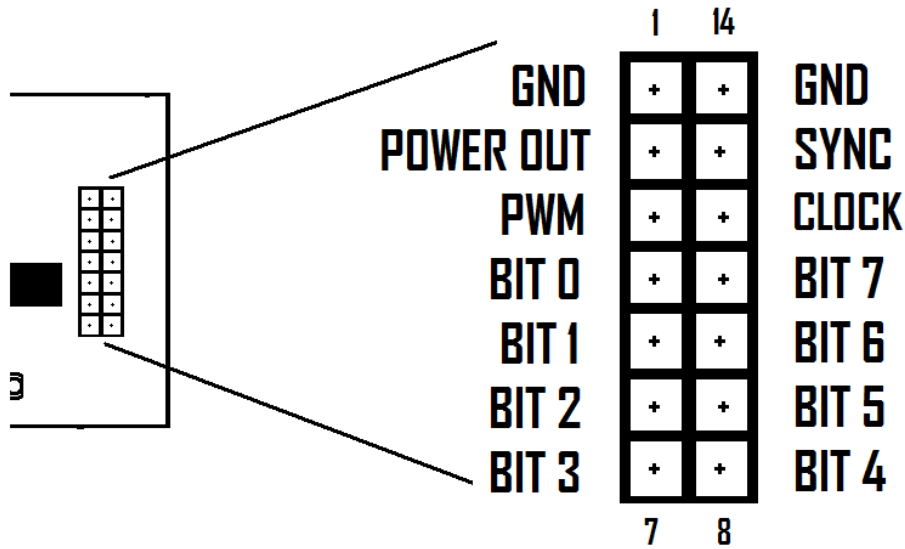 1 14
GND GND
POWER OUT SYNC
PWM CLOCK
BIT 0 BIT 7
BIT 1 BIT 6
BIT 2 BIT 5
BIT 3 BIT 4
7 8